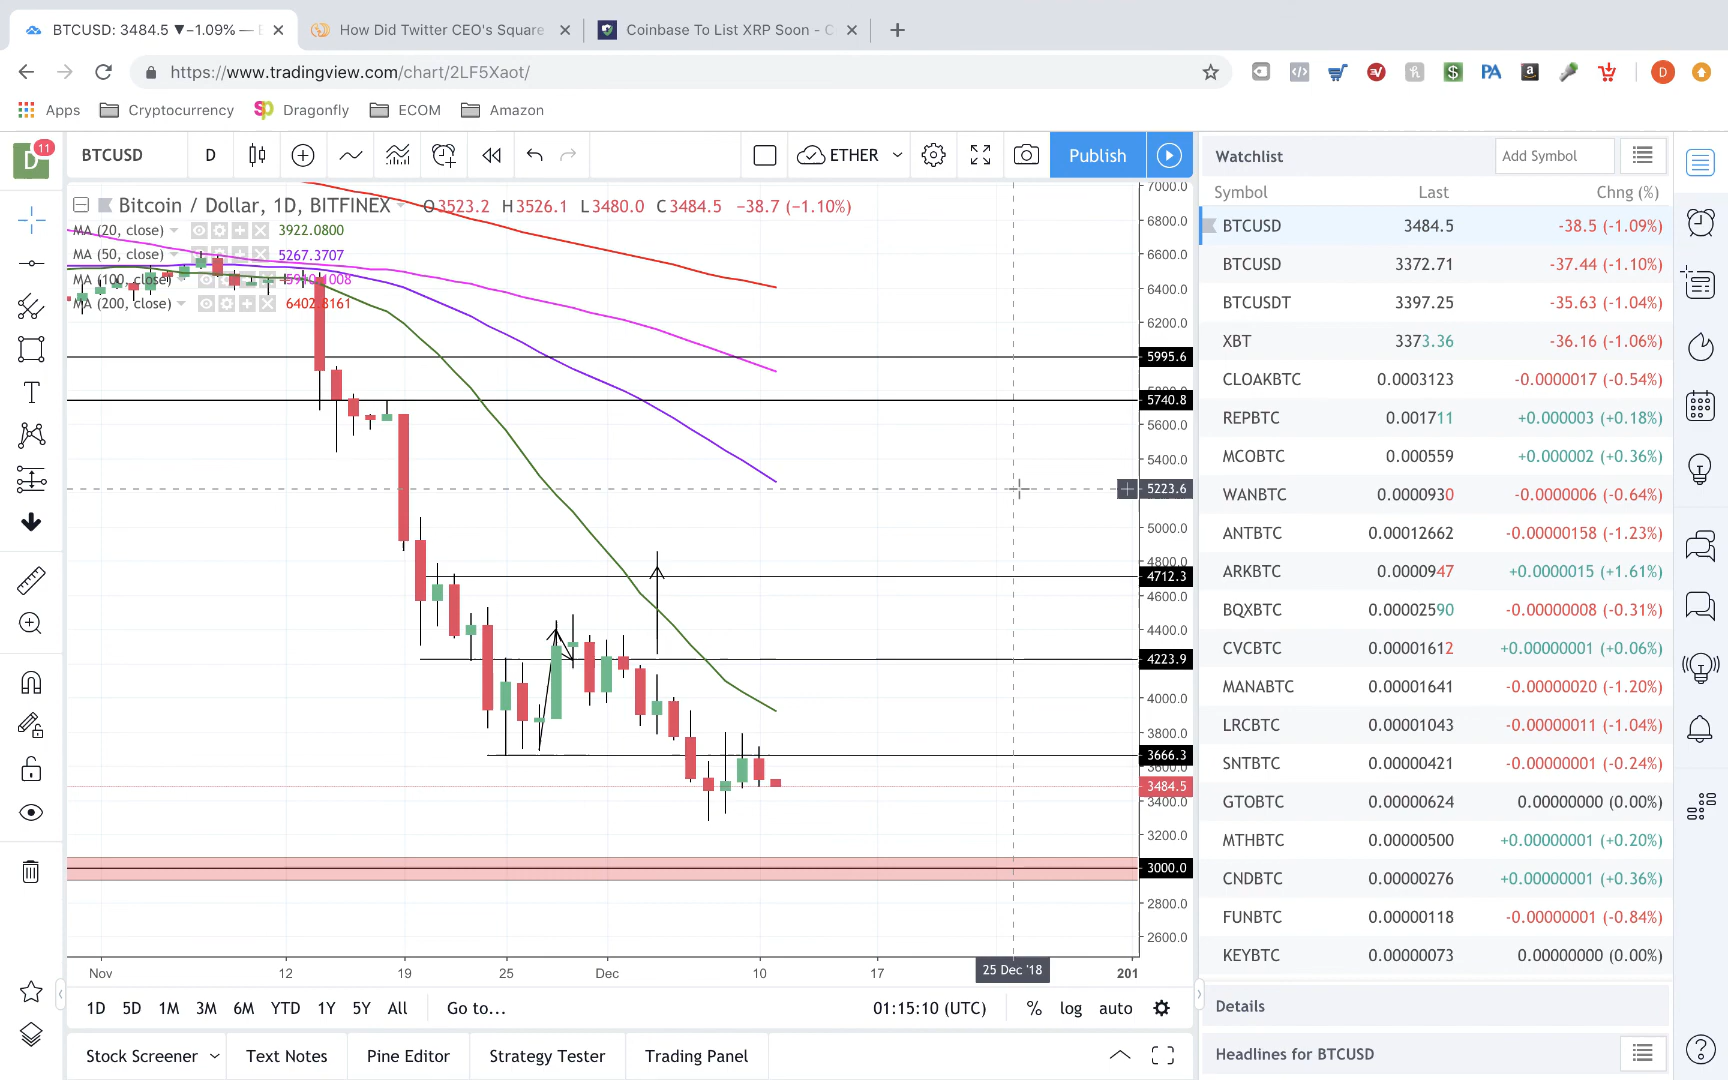 BTCUSD: 3484.5 ▼−1.09% —
How Did Twitter CEO's Square
Coinbase To List XRP Soon -
https://www.tradingview.com/chart/2LF5Xaot/
PA
a
D
Apps
Cryptocurrency
Dragonfly
ECOM
Amazon
D
11
BTCUSD
D
ETHER
Publish
Bitcoin / Dollar, 1D, BITFINEX
O3523.2 H3526.1 L3480.0 C3484.5 −38.7 (−1.10%)
MA (20, close) 3922.0800
MA (50, close) 5267.3707
MA (100, close)
MA (200, close) 6402.8161
7000.0
6800.0
6600.0
6400.0
6200.0
5995.6
5740.8
5600.0
5400.0
5223.6
5000.0
4800.0
4712.3
4600.0
4400.0
4223.9
4000.0
3800.0
3666.3
3484.5
3400.0
3200.0
3000.0
2800.0
2600.0
Nov 12 19 25 Dec 10 17 25 Dec '18 201
1D 5D 1M 3M 6M YTD 1Y 5Y All Go to...
01:15:10 (UTC) % log auto
Stock Screener Text Notes Pine Editor Strategy Tester Trading Panel
Watchlist
Add Symbol
Symbol Last Chng (%)
BTCUSD 3484.5 -38.5 (-1.09%)
BTCUSD 3372.71 -37.44 (-1.10%)
BTCUSDT 3397.25 -35.63 (-1.04%)
XBT 3373.36 -36.16 (-1.06%)
CLOAKBTC 0.0003123 -0.0000017 (-0.54%)
REPBTC 0.001711 +0.000003 (+0.18%)
MCOBTC 0.000559 +0.000002 (+0.36%)
WANBTC 0.0000930 -0.0000006 (-0.64%)
ANTBTC 0.00012662 -0.00000158 (-1.23%)
ARKBTC 0.0000947 +0.0000015 (+1.61%)
BQXBTC 0.00002590 -0.00000008 (-0.31%)
CVCBTC 0.00001612 +0.00000001 (+0.06%)
MANABTC 0.00001641 -0.00000020 (-1.20%)
LRCBTC 0.00001043 -0.00000011 (-1.04%)
SNTBTC 0.00000421 -0.00000001 (-0.24%)
GTOBTC 0.00000624 0.00000000 (0.00%)
MTHBTC 0.00000500 +0.00000001 (+0.20%)
CNDBTC 0.00000276 +0.00000001 (+0.36%)
FUNBTC 0.00000118 -0.00000001 (-0.84%)
KEYBTC 0.00000073 0.00000000 (0.00%)
Details
Headlines for BTCUSD